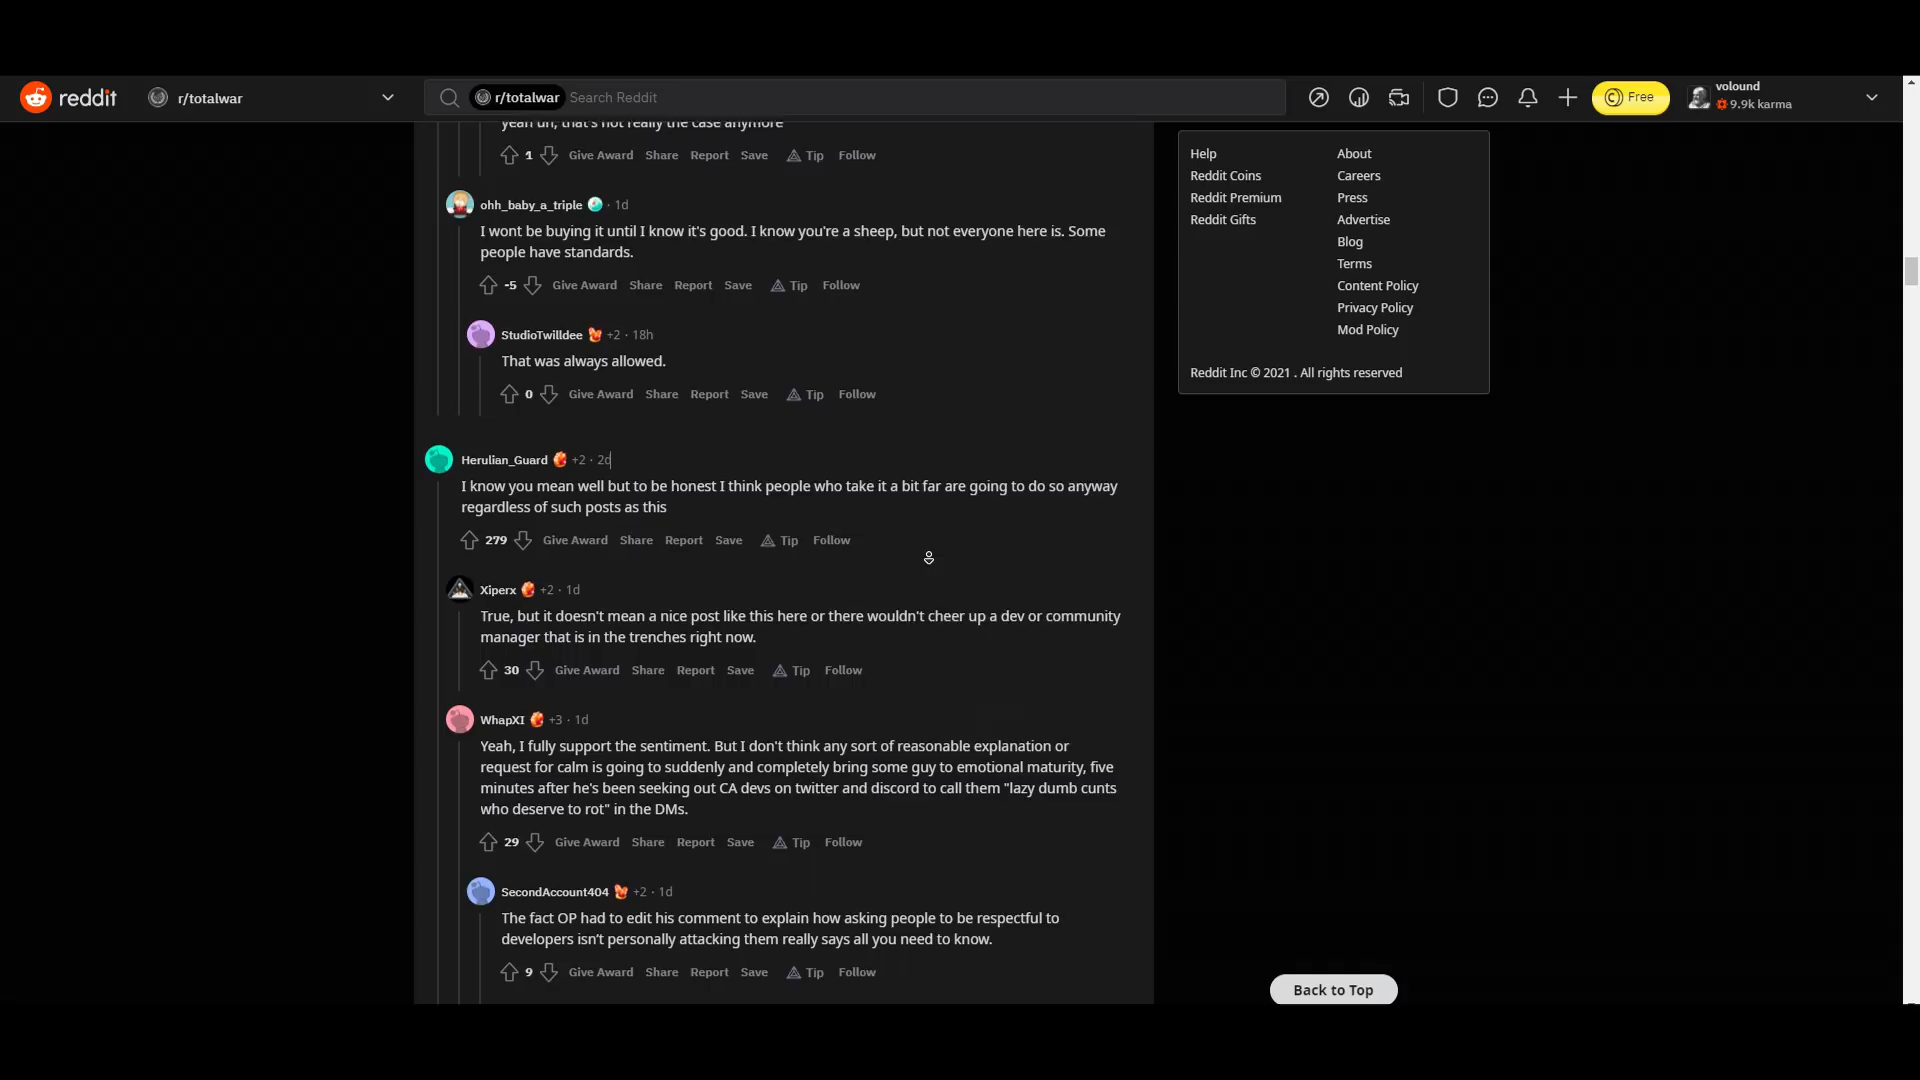 reddit r/totalwar r/totalwar Search Reddit Free volound
9.9k karma
yeah uh, that's not really the case anymore
1 Give Award Share Report Save Tip Follow
ohh_baby_a_triple · 1d
I wont be buying it until I know it's good. I know you're a sheep, but not everyone here is. Some
people have standards.
-5 Give Award Share Report Save Tip Follow
StudioTwilldee +2 · 18h
That was always allowed.
0 Give Award Share Report Save Tip Follow
Herulian_Guard +2 · 2d
I know you mean well but to be honest I think people who take it a bit far are going to do so anyway
regardless of such posts as this
279 Give Award Share Report Save Tip Follow
Xiperx +2 · 1d
True, but it doesn't mean a nice post like this here or there wouldn't cheer up a dev or community
manager that is in the trenches right now.
30 Give Award Share Report Save Tip Follow
WhapXI +3 · 1d
Yeah, I fully support the sentiment. But I don't think any sort of reasonable explanation or
request for calm is going to suddenly and completely bring some guy to emotional maturity, five
minutes after he's been seeking out CA devs on twitter and discord to call them "lazy dumb cunts
who deserve to rot" in the DMs.
29 Give Award Share Report Save Tip Follow
SecondAccount404 +2 · 1d
The fact OP had to edit his comment to explain how asking people to be respectful to
developers isn't personally attacking them really says all you need to know.
9 Give Award Share Report Save Tip Follow
Help About
Reddit Coins Careers
Reddit Premium Press
Reddit Gifts Advertise
Blog
Terms
Content Policy
Privacy Policy
Mod Policy
Reddit Inc © 2021 . All rights reserved
Back to Top